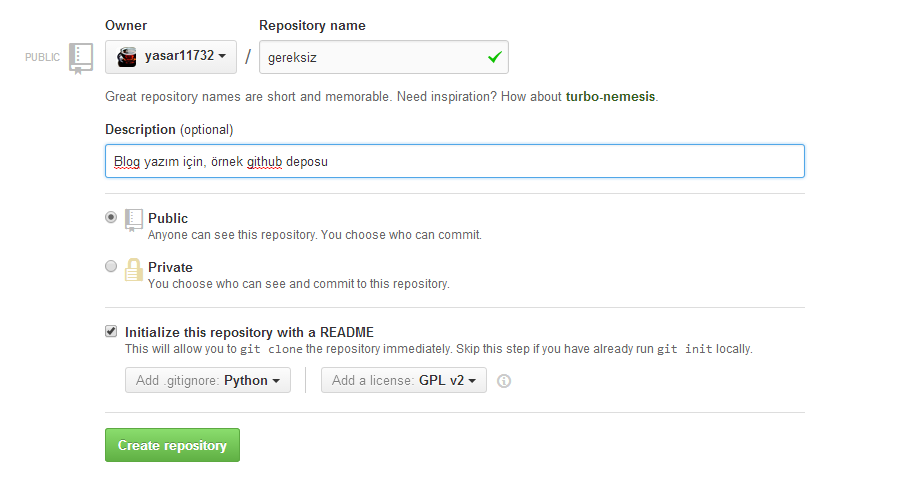 Owner
Repository name
PUBLIC
yasar11732 / gereksiz
Great repository names are short and memorable. Need inspiration? How about turbo-nemesis.
Description (optional)
Blog yazım için, örnek github deposu
Public
Anyone can see this repository. You choose who can commit.
Private
You choose who can see and commit to this repository.
Initialize this repository with a README
This will allow you to git clone the repository immediately. Skip this step if you have already run git init locally.
Add .gitignore: Python
Add a license: GPL v2
Create repository